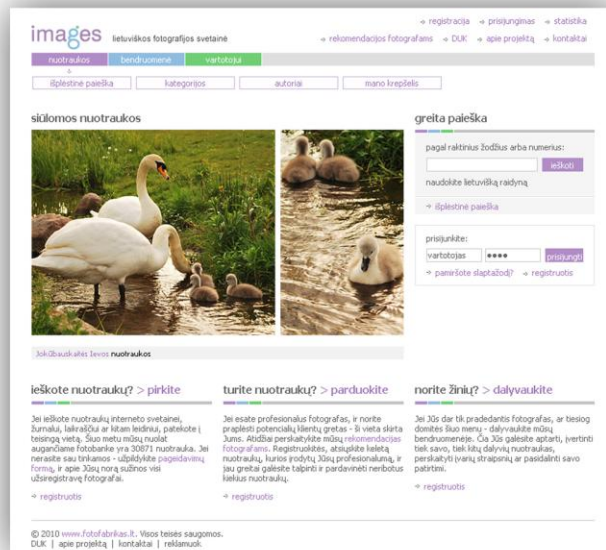 images lietuviškos fotografijos svetainė
registracija prisijungimas statistika
rekomendacijos fotografams DUK apie projektą kontaktai
nuotraukos bendruomenė vartotojui
išplėstinė paieška kategorijos autoriai mano krepšelis
siūlomos nuotraukos
Jokūbauskaitės Ievos nuotraukos
greita paieška
pagal raktinius žodžius arba numerius:
ieškoti
naudokite lietuvišką raidyną
išplėstinė paieška
prisijunkite:
vartotojas •••• prisijungti
pamiršote slaptažodį? registruotis
ieškote nuotraukų? > pirkite
Jei ieškote nuotraukų interneto svetainei,
žurnalui, laikraščiui ar kitam leidiniui, patekote į
teisingą vietą. Šiuo metu mūsų nuolat
augančiame fotobanke yra 30871 nuotrauka. Jei
nerasite sau tinkamos - užpildykite pageidavimų
formą, ir apie Jūsų norą sužinos visi
užsiregistravę fotografai.
registruotis
turite nuotraukų? > parduokite
Jei esate profesionalus fotografas, ir norite
praplėsti potencialių klientų gretas - ši vieta skirta
Jums. Atidžiai perskaitykite mūsų rekomendacijas
fotografams. Registruokitės, atsiųskite keletą
nuotraukų, kurios įrodytų Jūsų profesionalumą, ir
jau greitai galėsite talpinti ir pardavinėti neribotus
kiekius nuotraukų.
registruotis
norite žinių? > dalyvaukite
Jei Jūs dar tik pradedantis fotografas, ar tiesiog
domitės šiuo menu - dalyvaukite mūsų
bendruomenėje. Čia Jūs galėsite aptarti, įvertinti
tiek savo, tiek kitų dalyvių nuotraukas,
perskaityti įvarių straipsnių ar pasidalinti savo
patirtimi.
registruotis
© 2010 www.fotofabrikas.lt. Visos teisės saugomos.
DUK | apie projektą | kontaktai | reklamuok